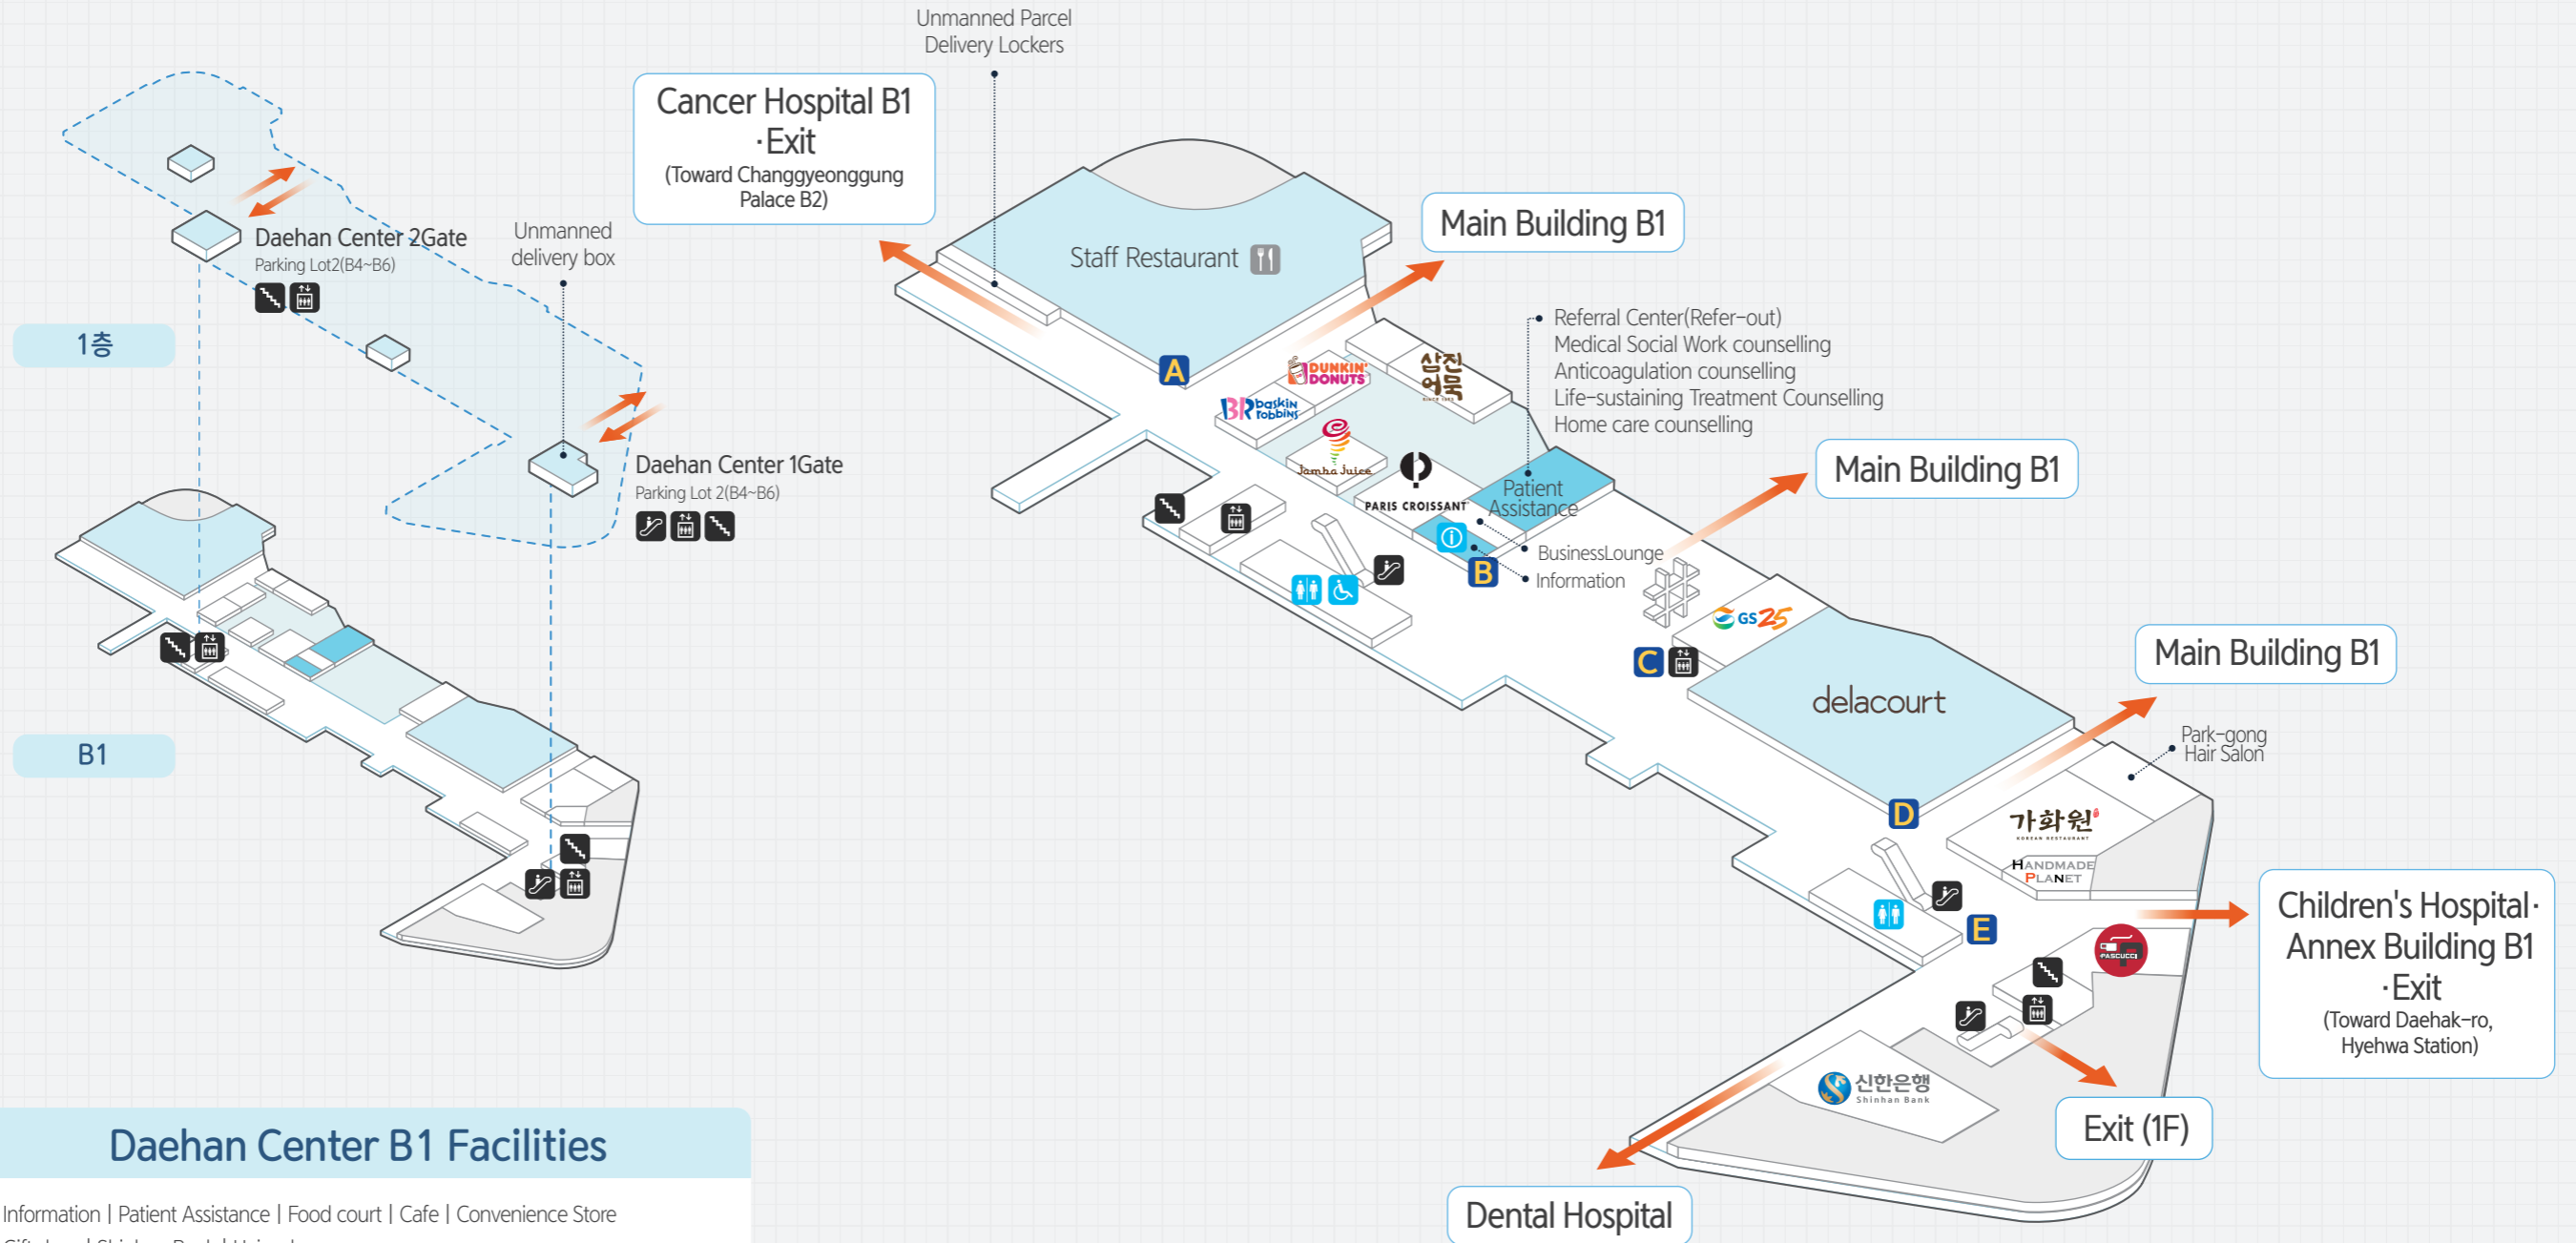 Unmanned Parcel
Delivery Lockers
Cancer Hospital B1
·Exit
(Toward Changgyeonggung
Palace B2)
Main Building B1
Staff Restaurant
Daehan Center 2Gate
Parking Lot2(B4~B6)
Unmanned
delivery box
1층
Daehan Center 1Gate
Parking Lot 2(B4~B6)
B1
A
DUNKIN'
DONUTS
삼진
어묵
BR baskin
robbins
Jamba Juice
PARIS CROISSANT
Referral Center(Refer-out)
Medical Social Work counselling
Anticoagulation counselling
Life-sustaining Treatment Counselling
Home care counselling
Patient
Assistance
BusinessLounge
Information
B
Main Building B1
GS25
C
delacourt
D
Main Building B1
Park-gong
Hair Salon
가화원
KOREAN RESTAURANT
HANDMADE
PLANET
E
PASCUCCI
Children's Hospital·
Annex Building B1
·Exit
(Toward Daehak-ro,
Hyehwa Station)
신한은행
Shinhan Bank
Exit (1F)
Dental Hospital
Daehan Center B1 Facilities
Information | Patient Assistance | Food court | Cafe | Convenience Store